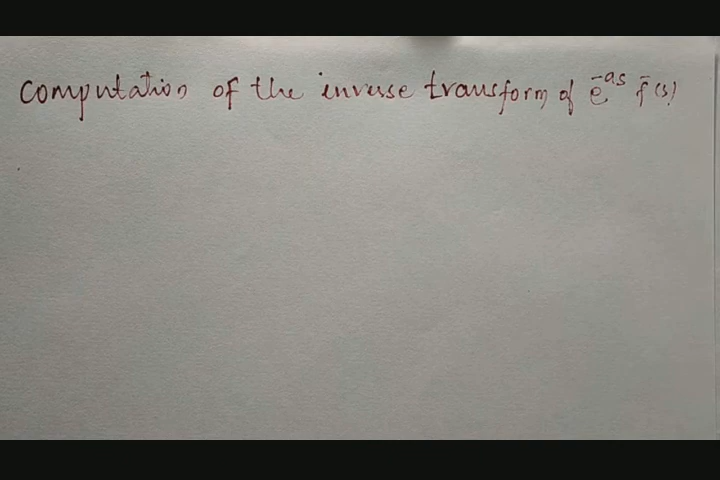 computation of the inverse transform of e^{-as} f̄(s)